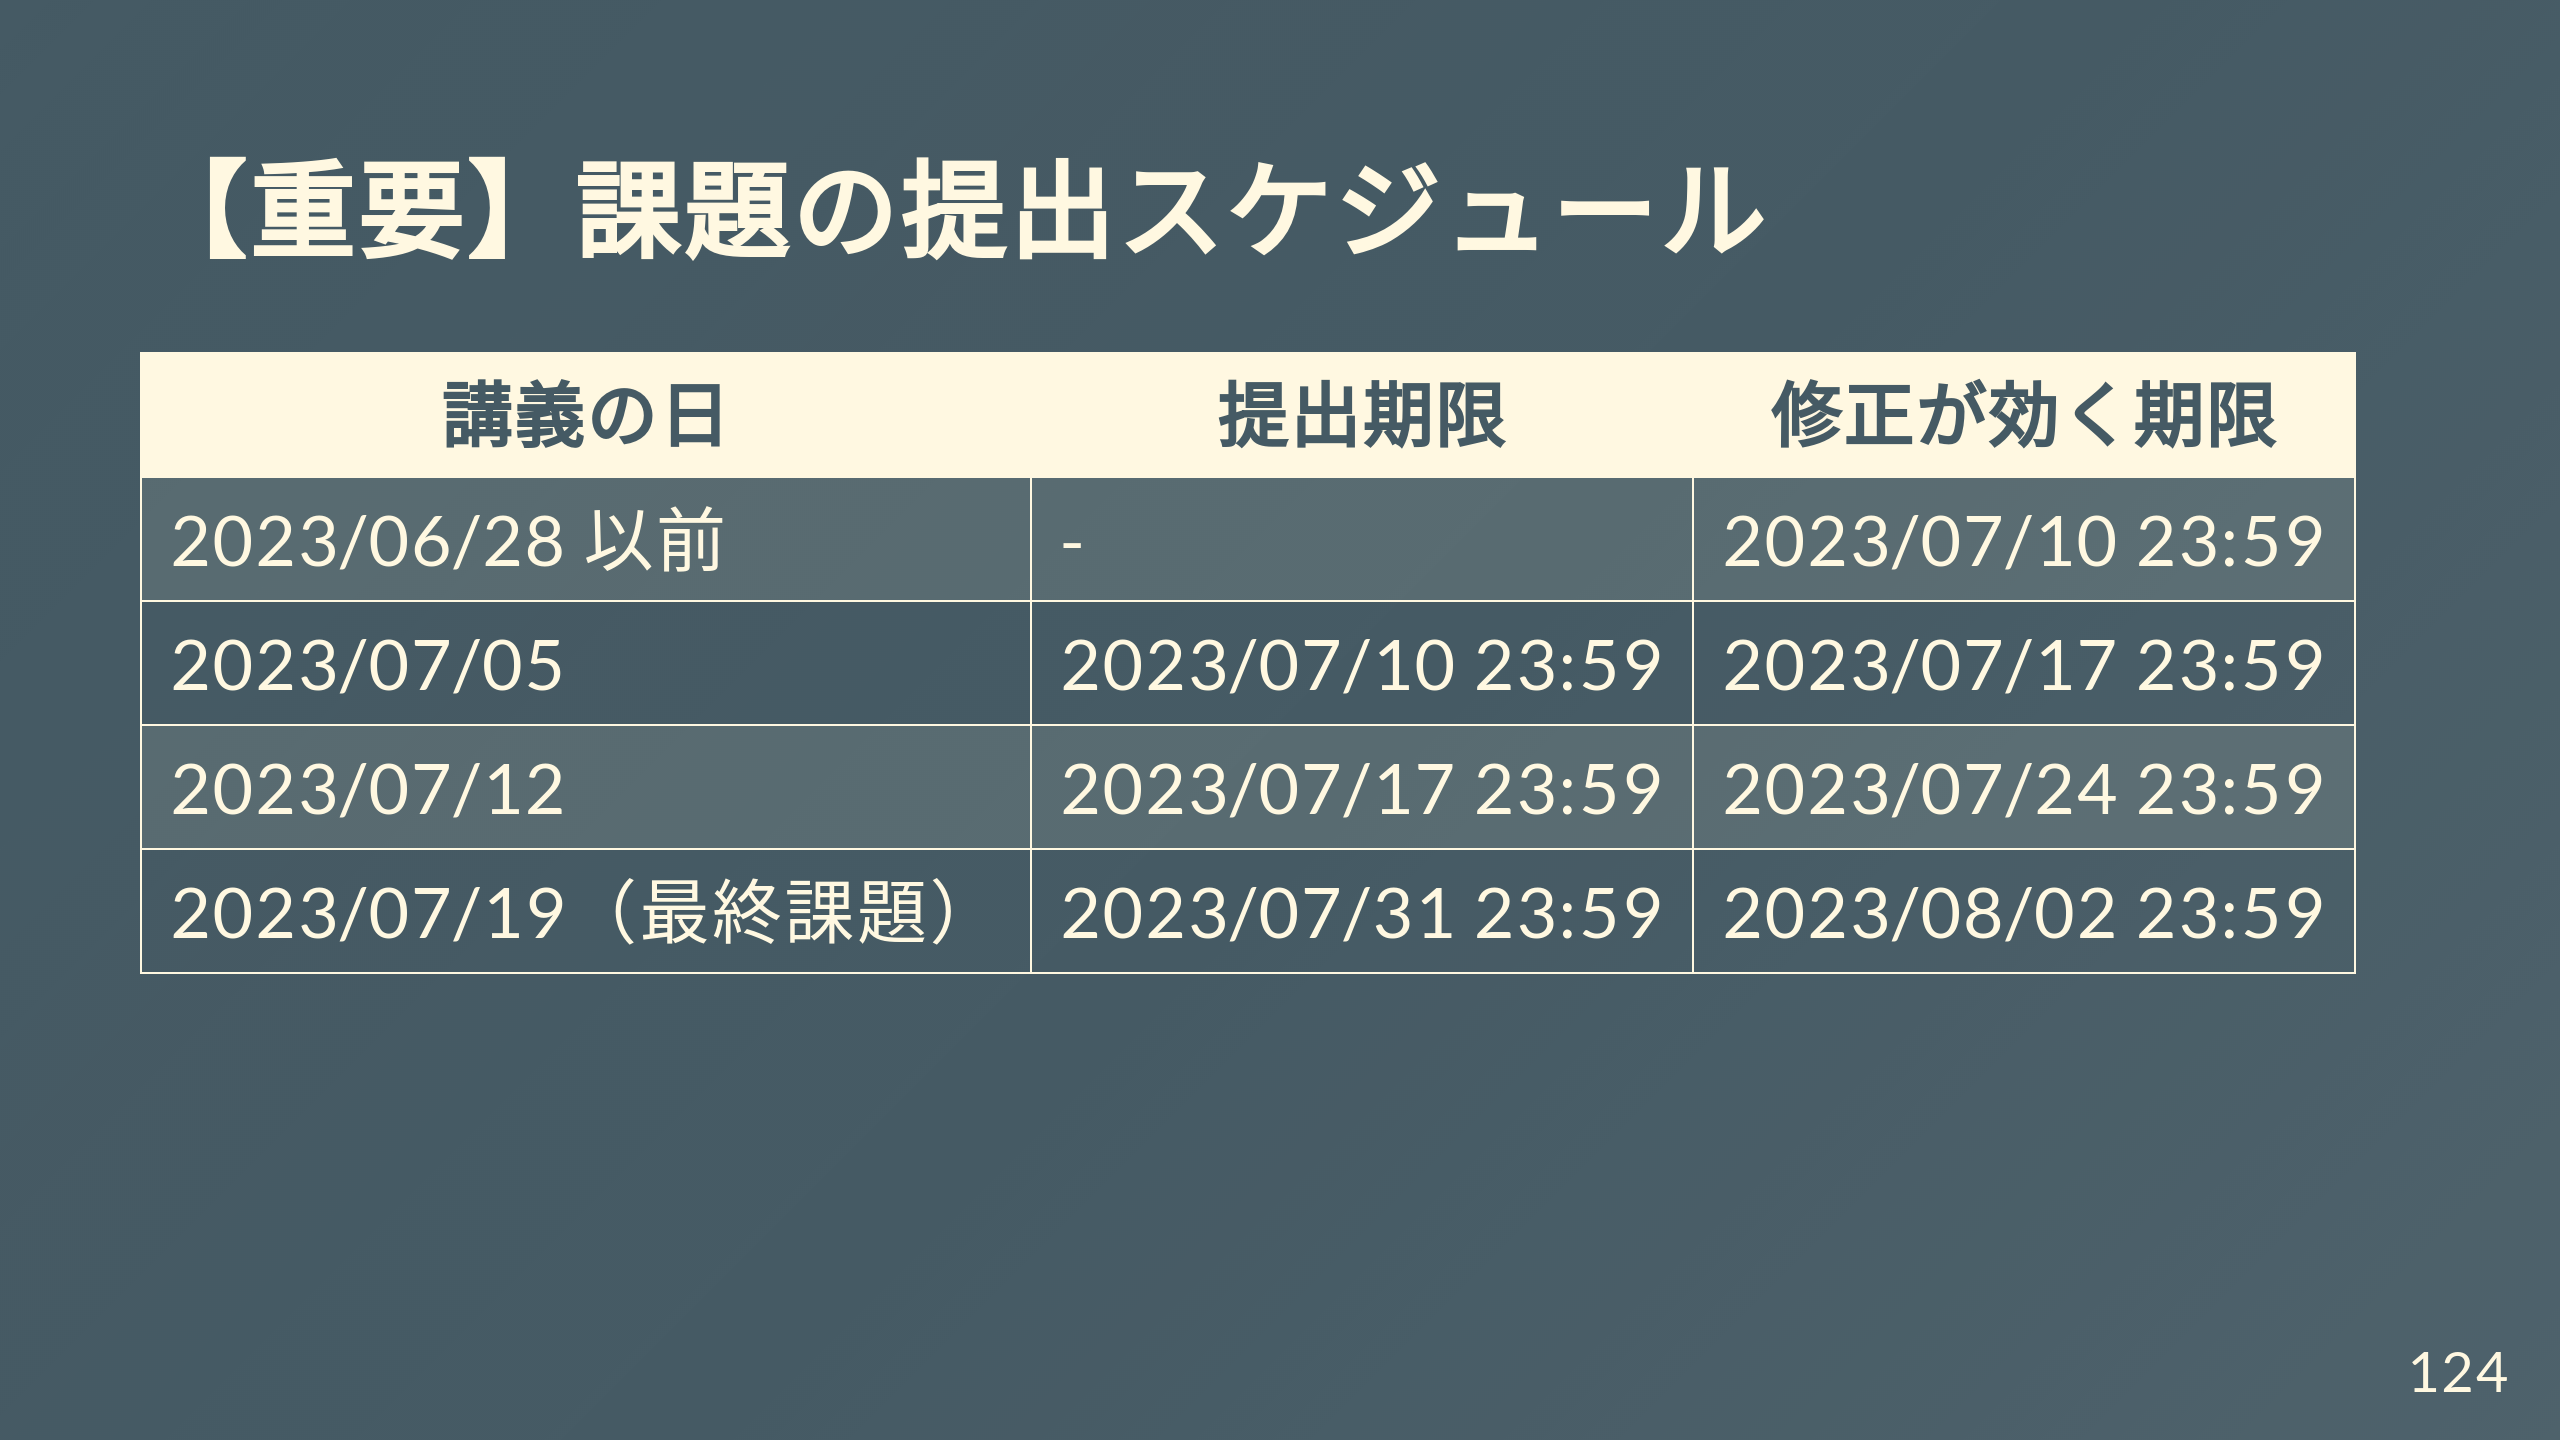 【重要】課題の提出スケジュール
講義の日 提出期限 修正が効く期限
2023/06/28 以前 - 2023/07/10 23:59
2023/07/05 2023/07/10 23:59 2023/07/17 23:59
2023/07/12 2023/07/17 23:59 2023/07/24 23:59
2023/07/19（最終課題） 2023/07/31 23:59 2023/08/02 23:59
124